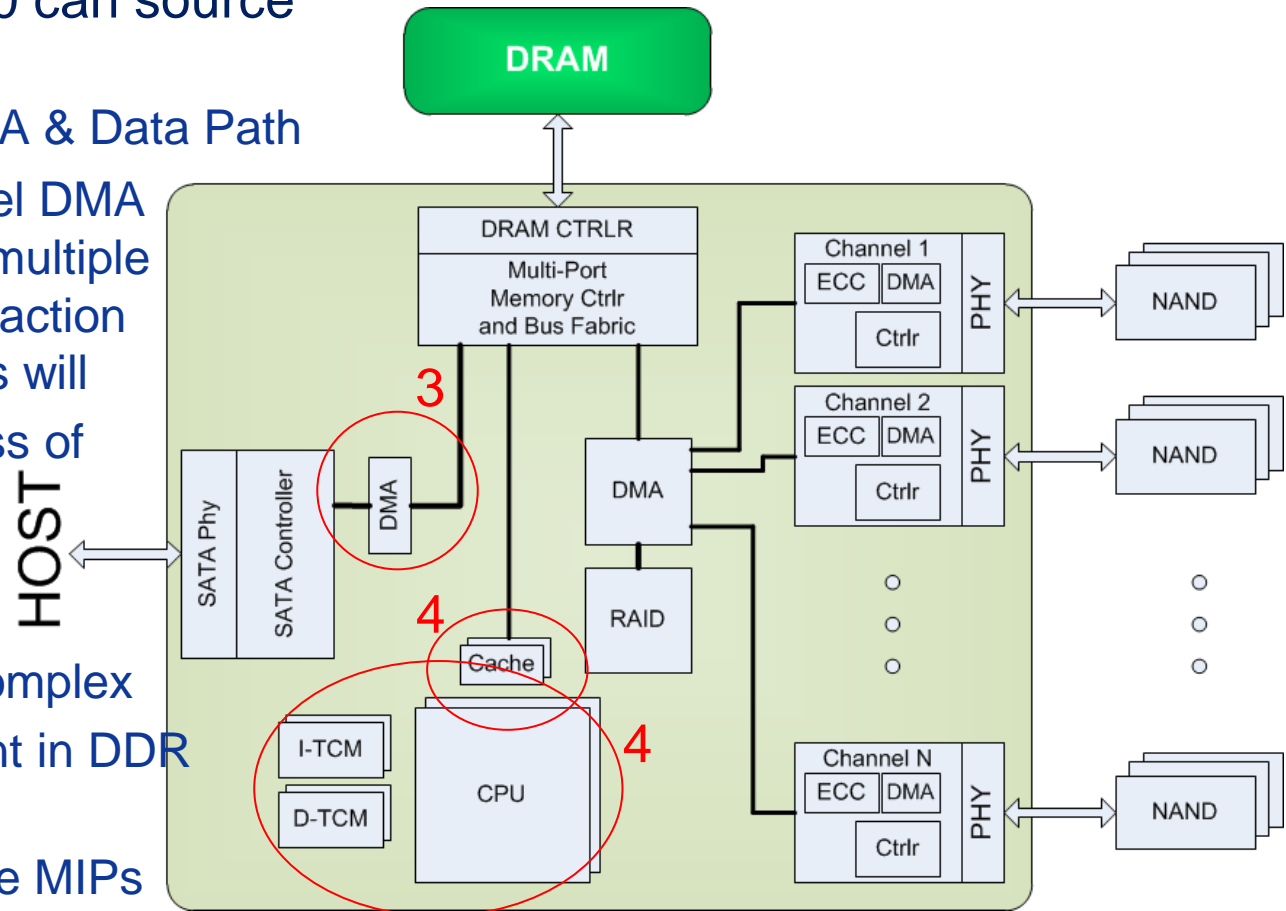 0 can source
A & Data Path
el DMA
multiple
action
s will
ss of
omplex
nt in DDR
e MIPs
DRAM
DRAM CTRLR
Multi-Port
Memory Ctrlr
and Bus Fabric
3
HOST
SATA Phy
SATA Controller
DMA
4
Cache
I-TCM
D-TCM
CPU
4
DMA
RAID
Channel 1
ECC
DMA
Ctrlr
PHY
NAND
Channel 2
ECC
DMA
Ctrlr
PHY
NAND
Channel N
ECC
DMA
Ctrlr
PHY
NAND